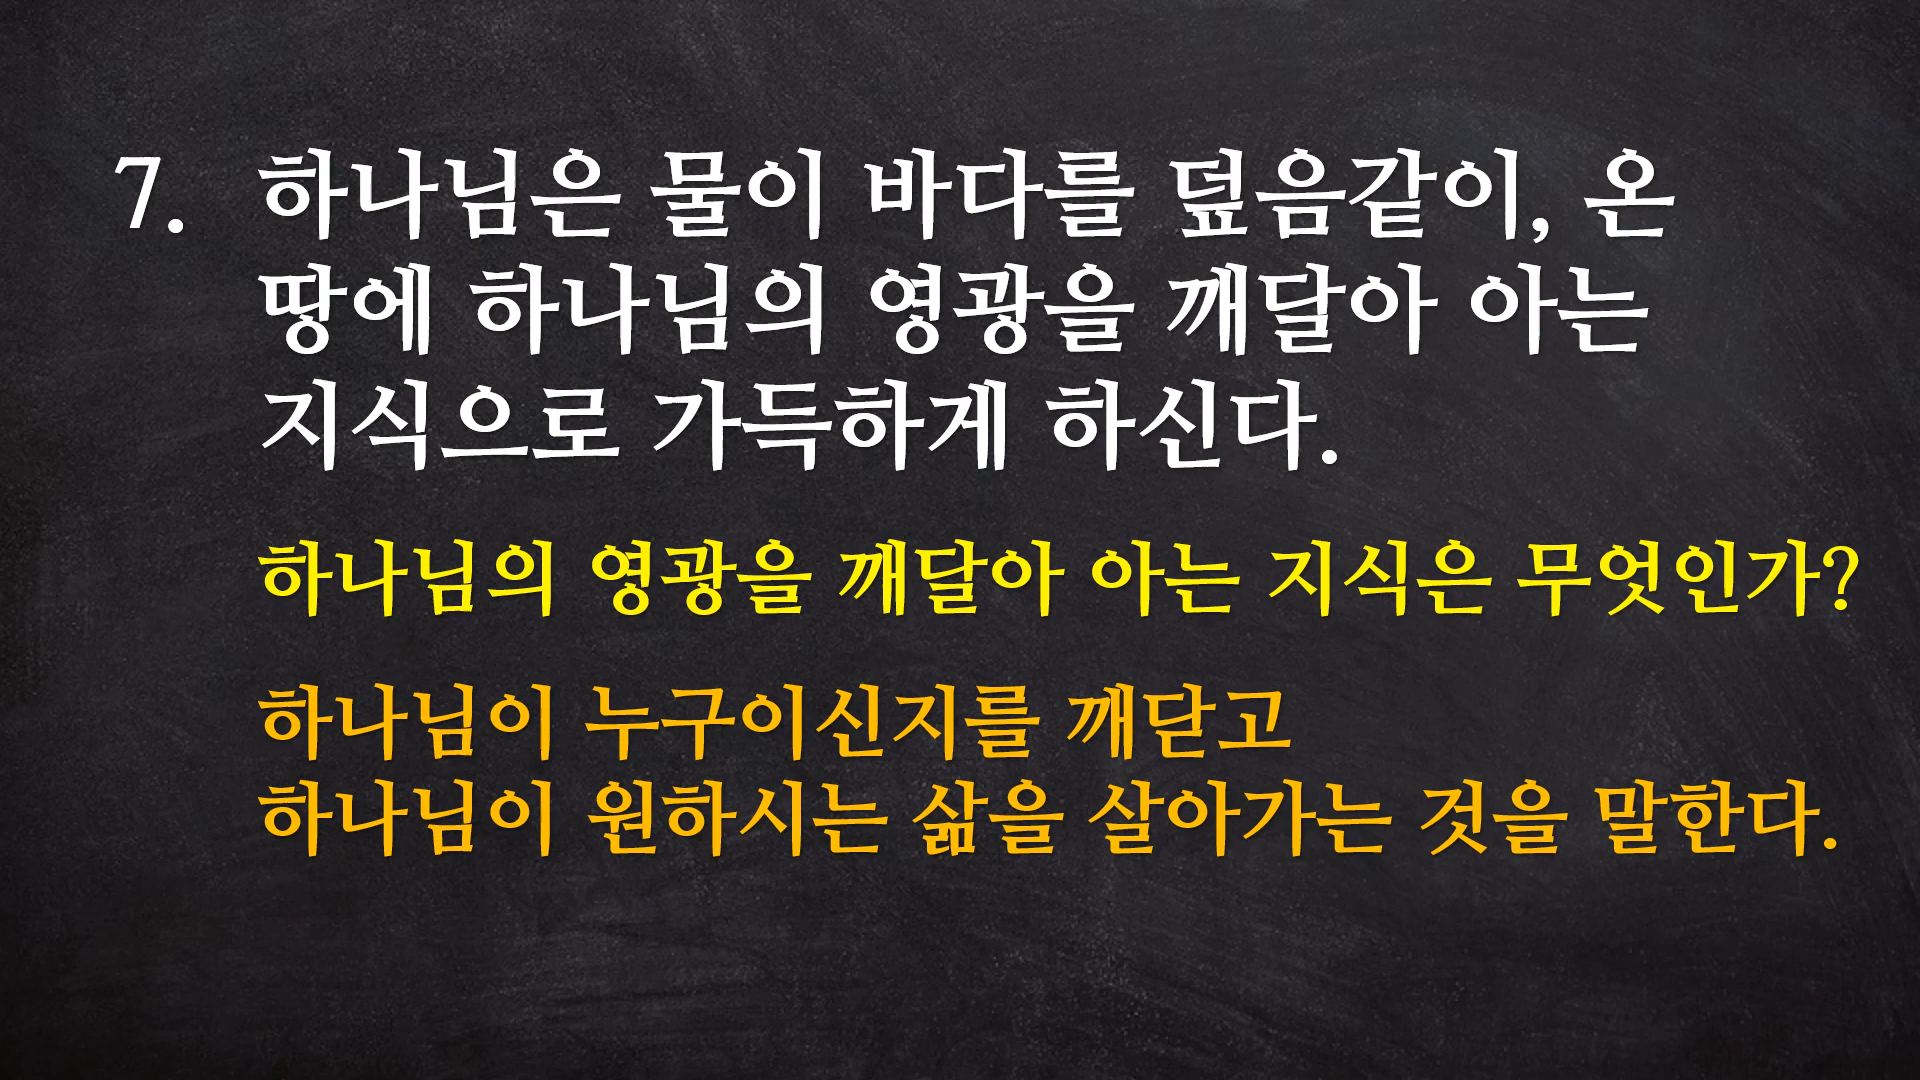 7. 하나님은 물이 바다를 덮음같이, 온
땅에 하나님의 영광을 깨달아 아는
지식으로 가득하게 하신다.
하나님의 영광을 깨달아 아는 지식은 무엇인가?
하나님이 누구이신지를 깨닫고
하나님이 원하시는 삶을 살아가는 것을 말한다.